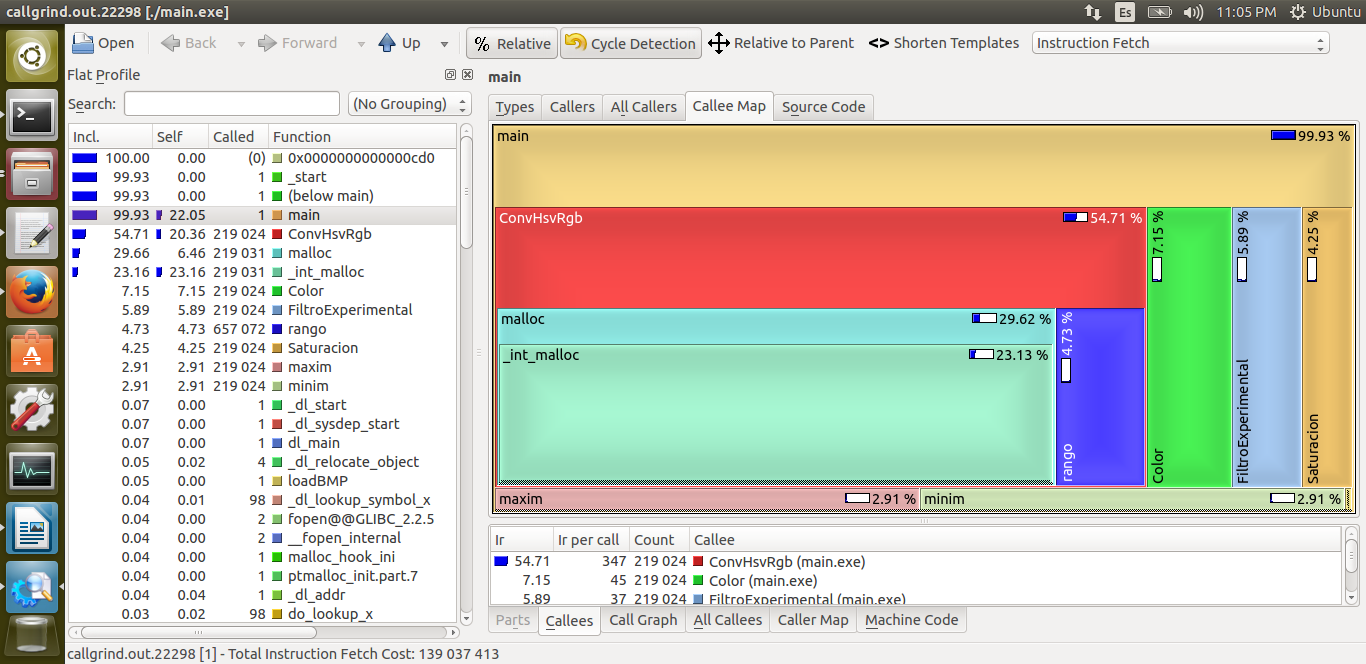 callgrind.out.22298 [./main.exe]
Es
11:05 PM
Ubuntu
Open
Back
Forward
Up
% Relative
Cycle Detection
Relative to Parent
<> Shorten Templates
Instruction Fetch
Flat Profile
Search:
(No Grouping)
Incl. Self Called Function
100.00 0.00 (0) 0x0000000000000cd0
99.93 0.00 1 _start
99.93 0.00 1 (below main)
99.93 22.05 1 main
54.71 20.36 219 024 ConvHsvRgb
29.66 6.46 219 031 malloc
23.16 23.16 219 031 _int_malloc
7.15 7.15 219 024 Color
5.89 5.89 219 024 FiltroExperimental
4.73 4.73 657 072 rango
4.25 4.25 219 024 Saturacion
2.91 2.91 219 024 maxim
2.91 2.91 219 024 minim
0.07 0.00 1 _dl_start
0.07 0.00 1 _dl_sysdep_start
0.07 0.00 1 dl_main
0.05 0.02 4 _dl_relocate_object
0.05 0.00 1 loadBMP
0.04 0.01 98 _dl_lookup_symbol_x
0.04 0.00 2 fopen@@GLIBC_2.2.5
0.04 0.00 2 __fopen_internal
0.04 0.00 1 malloc_hook_ini
0.04 0.00 1 ptmalloc_init.part.7
0.04 0.00 1 _dl_addr
0.03 0.02 98 do_lookup_x
main
Types
Callers
All Callers
Callee Map
Source Code
main 99.93 %
ConvHsvRgb 54.71 %
malloc 29.62 %
_int_malloc 23.13 %
rango 4.73 %
Color 7.15 %
FiltroExperimental 5.89 %
Saturacion 4.25 %
maxim 2.91 %
minim 2.91 %
Ir Ir per call Count Callee
54.71 347 219 024 ConvHsvRgb (main.exe)
7.15 45 219 024 Color (main.exe)
5.89 37 219 024 FiltroExperimental (main.exe)
Parts
Callees
Call Graph
All Callees
Caller Map
Machine Code
callgrind.out.22298 [1] - Total Instruction Fetch Cost: 139 037 413